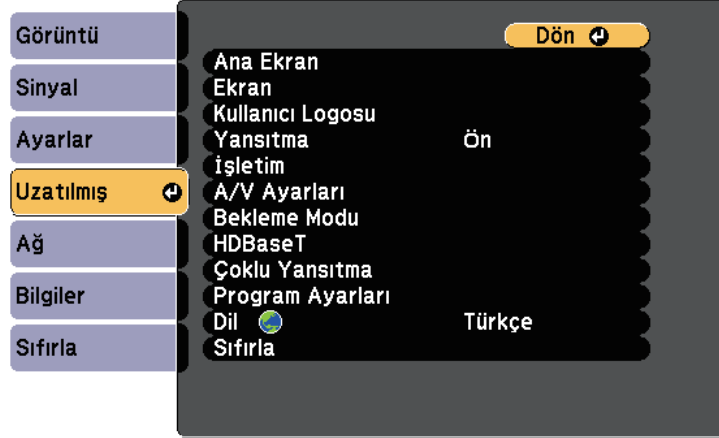 Görüntü
Sinyal
Ayarlar
Uzatılmış
Ağ
Bilgiler
Sıfırla
Dön
Ana Ekran
Ekran
Kullanıcı Logosu
Yansıtma Ön
İşletim
A/V Ayarları
Bekleme Modu
HDBaseT
Çoklu Yansıtma
Program Ayarları
Dil Türkçe
Sıfırla